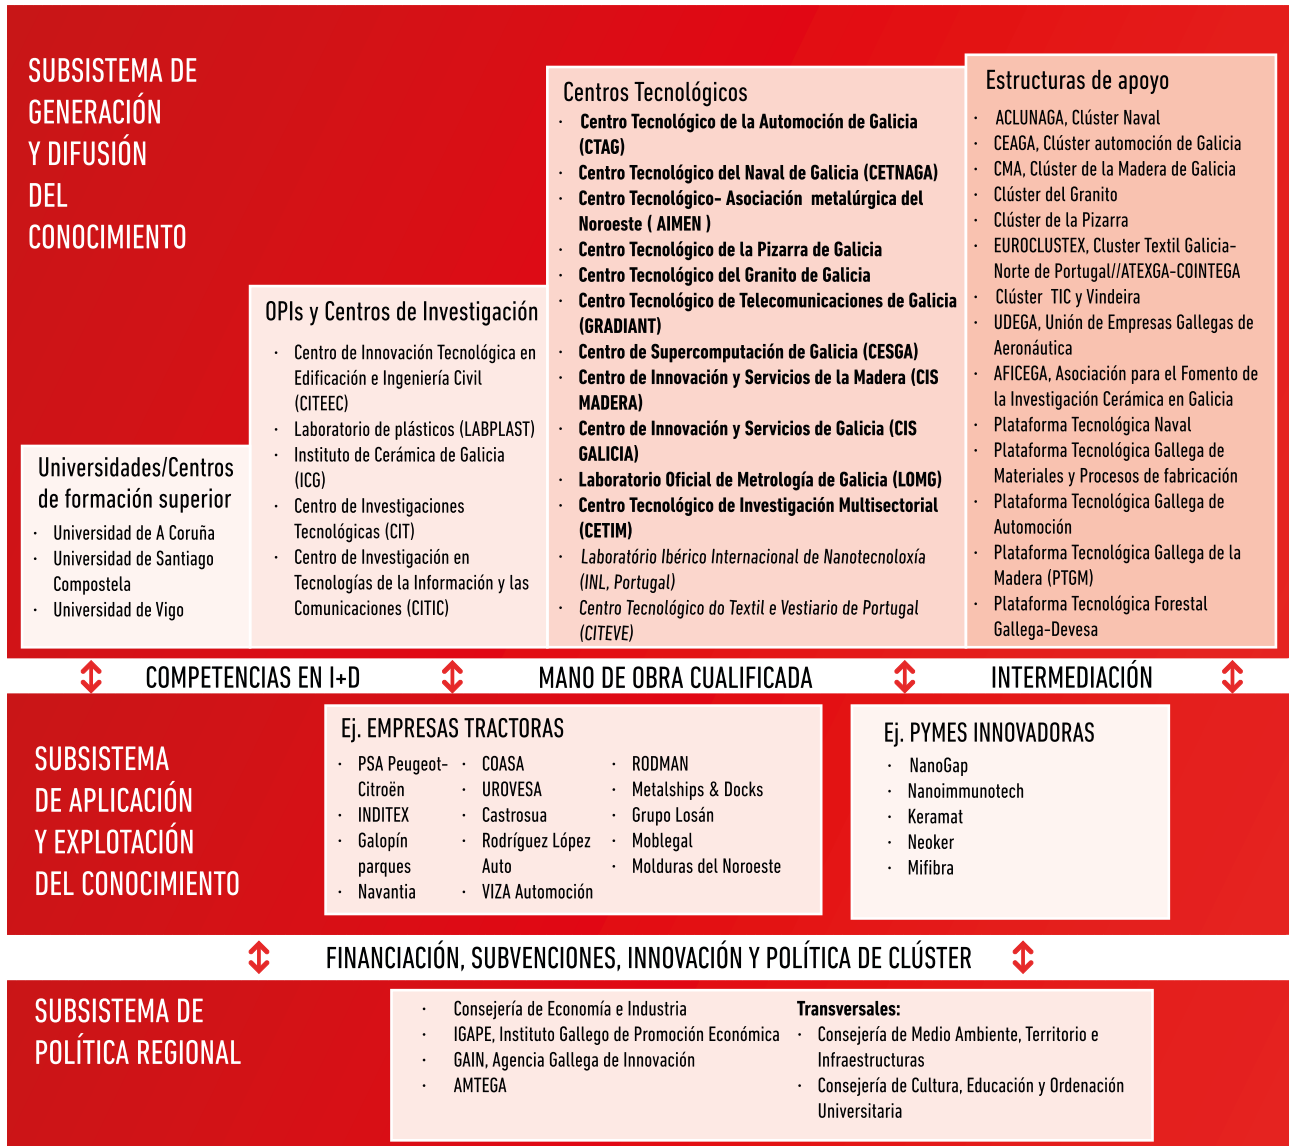 SUBSISTEMA DE
GENERACIÓN
Y DIFUSIÓN
DEL
CONOCIMIENTO
Universidades/Centros
de formación superior
· Universidad de A Coruña
· Universidad de Santiago
Compostela
· Universidad de Vigo
OPIs y Centros de Investigación
· Centro de Innovación Tecnológica en
Edificación e Ingeniería Civil
(CITEEC)
· Laboratorio de plásticos (LABPLAST)
· Instituto de Cerámica de Galicia
(ICG)
· Centro de Investigaciones
Tecnológicas (CIT)
· Centro de Investigación en
Tecnologías de la Información y las
Comunicaciones (CITIC)
Centros Tecnológicos
· Centro Tecnológico de la Automoción de Galicia
(CTAG)
· Centro Tecnológico del Naval de Galicia (CETNAGA)
· Centro Tecnológico- Asociación metalúrgica del
Noroeste ( AIMEN )
· Centro Tecnológico de la Pizarra de Galicia
· Centro Tecnológico del Granito de Galicia
· Centro Tecnológico de Telecomunicaciones de Galicia
(GRADIANT)
· Centro de Supercomputación de Galicia (CESGA)
· Centro de Innovación y Servicios de la Madera (CIS
MADERA)
· Centro de Innovación y Servicios de Galicia (CIS
GALICIA)
· Laboratorio Oficial de Metrología de Galicia (LOMG)
· Centro Tecnológico de Investigación Multisectorial
(CETIM)
· Laboratório Ibérico Internacional de Nanotecnoloxía
(INL, Portugal)
· Centro Tecnológico do Textil e Vestiario de Portugal
(CITEVE)
Estructuras de apoyo
· ACLUNAGA, Clúster Naval
· CEAGA, Clúster automoción de Galicia
· CMA, Clúster de la Madera de Galicia
· Clúster del Granito
· Clúster de la Pizarra
· EUROCLUSTEX, Cluster Textil Galicia-
Norte de Portugal//ATEXGA-COINTEGA
· Clúster TIC y Vindeira
· UDEGA, Unión de Empresas Gallegas de
Aeronáutica
· AFICEGA, Asociación para el Fomento de
la Investigación Cerámica en Galicia
· Plataforma Tecnológica Naval
· Plataforma Tecnológica Gallega de
Materiales y Procesos de fabricación
· Plataforma Tecnológica Gallega de
Automoción
· Plataforma Tecnológica Gallega de la
Madera (PTGM)
· Plataforma Tecnológica Forestal
Gallega-Devesa
COMPETENCIAS EN I+D
MANO DE OBRA CUALIFICADA
INTERMEDIACIÓN
SUBSISTEMA
DE APLICACIÓN
Y EXPLOTACIÓN
DEL CONOCIMIENTO
Ej. EMPRESAS TRACTORAS
· PSA Peugeot-
Citroën
· INDITEX
· Galopín
parques
· Navantia
· COASA
· UROVESA
· Castrosua
· Rodríguez López
Auto
· VIZA Automoción
· RODMAN
· Metalships & Docks
· Grupo Losán
· Moblegal
· Molduras del Noroeste
Ej. PYMES INNOVADORAS
· NanoGap
· Nanoimmunotech
· Keramat
· Neoker
· Mifibra
FINANCIACIÓN, SUBVENCIONES, INNOVACIÓN Y POLÍTICA DE CLÚSTER
SUBSISTEMA DE
POLÍTICA REGIONAL
· Consejería de Economía e Industria
· IGAPE, Instituto Gallego de Promoción Económica
· GAIN, Agencia Gallega de Innovación
· AMTEGA
Transversales:
· Consejería de Medio Ambiente, Territorio e
Infraestructuras
· Consejería de Cultura, Educación y Ordenación
Universitaria